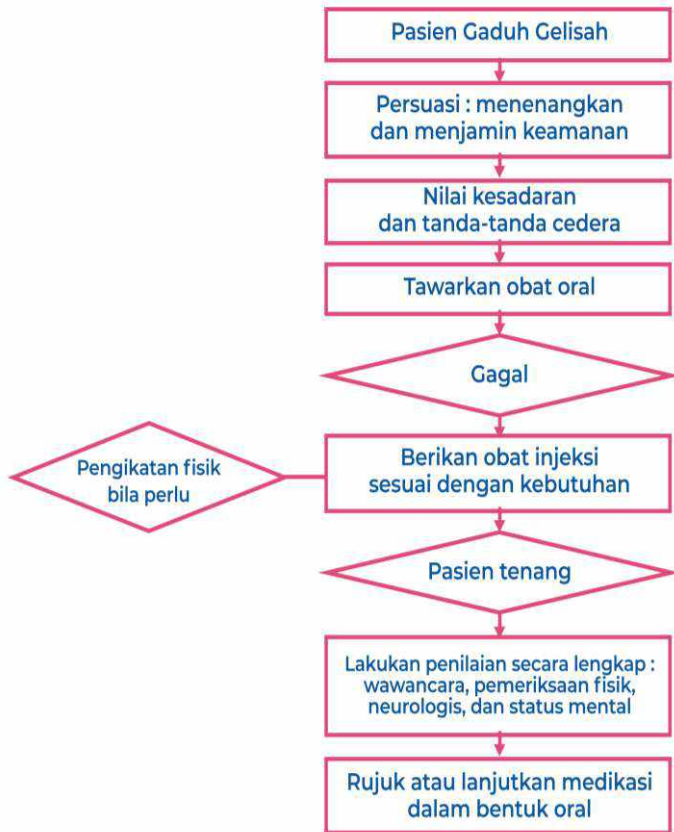 Pasien Gaduh Gelisah
Persuasi : menenangkan
dan menjamin keamanan
Nilai kesadaran
dan tanda-tanda cedera
Tawarkan obat oral
Gagal
Pengikatan fisik
bila perlu
Berikan obat injeksi
sesuai dengan kebutuhan
Pasien tenang
Lakukan penilaian secara lengkap :
wawancara, pemeriksaan fisik,
neurologis, dan status mental
Rujuk atau lanjutkan medikasi
dalam bentuk oral